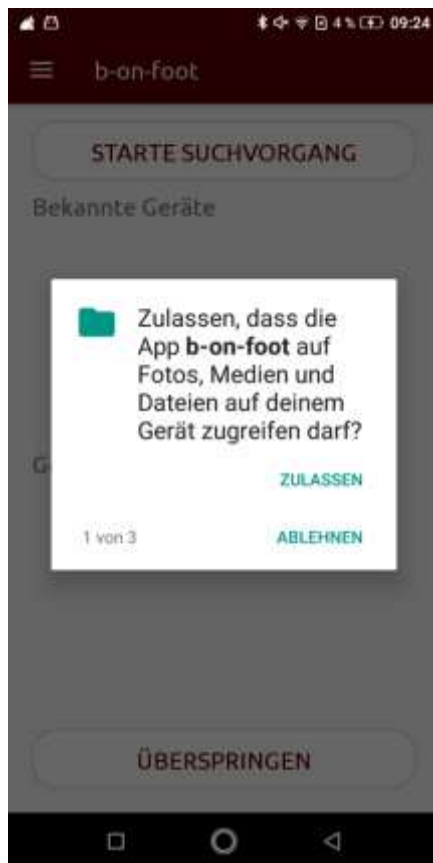 4 % 09:24
b-on-foot
STARTE SUCHVORGANG
Bekannte Geräte
Zulassen, dass die
App b-on-foot auf
Fotos, Medien und
Dateien auf deinem
Gerät zugreifen darf?
G
ZULASSEN
1 von 3 ABLEHNEN
ÜBERSPRINGEN